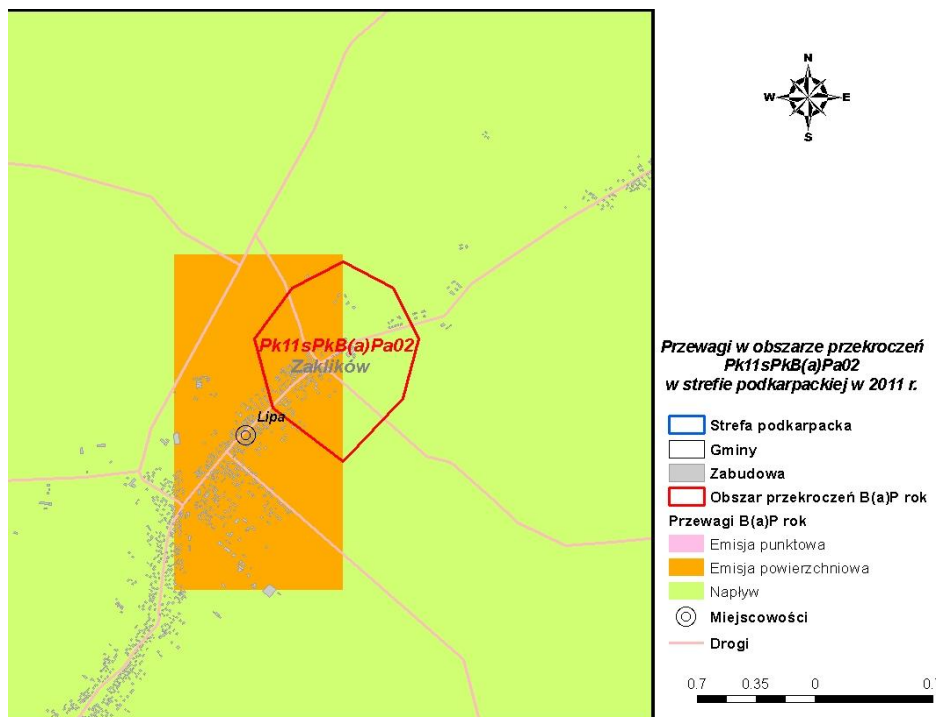 N
W E
S
Pk11sPkB(a)Pa02
Zaklików
Lipa
Przewagi w obszarze przekroczeń
Pk11sPkB(a)Pa02
w strefie podkarpackiej w 2011 r.
Strefa podkarpacka
Gminy
Zabudowa
Obszar przekroczeń B(a)P rok
Przewagi B(a)P rok
Emisja punktowa
Emisja powierzchniowa
Napływ
Miejscowości
Drogi
0.7 0.35 0